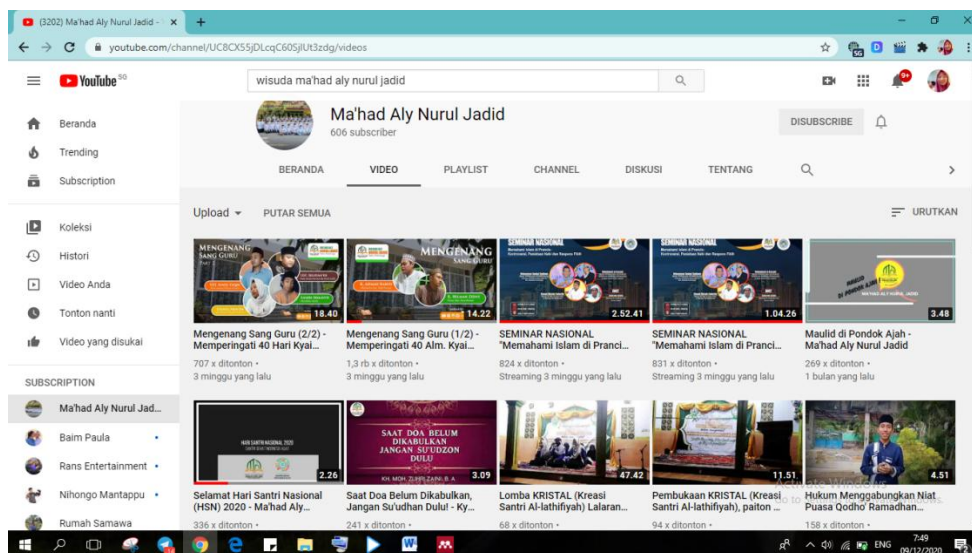 (3202) Ma'had Aly Nurul Jadid -
youtube.com/channel/UC8CX55jDLcqC60SjlUt3zdg/videos
YouTube SG
wisuda ma'had aly nurul jadid
9+
Beranda
Trending
Subscription
Koleksi
Histori
Video Anda
Tonton nanti
Video yang disukai
SUBSCRIPTION
Ma'had Aly Nurul Jad...
Baim Paula
Rans Entertainment
Nihongo Mantappu
Rumah Samawa
Ma'had Aly Nurul Jadid
606 subscriber
DISUBSCRIBE
BERANDA VIDEO PLAYLIST CHANNEL DISKUSI TENTANG
Upload PUTAR SEMUA URUTKAN
MENGENANG
SANG GURU
18.40
Mengenang Sang Guru (2/2) -
Memperingati 40 Hari Kyai...
707 x ditonton •
3 minggu yang lalu
MENGENANG
SANG GURU
14.22
Mengenang Sang Guru (1/2) -
Memperingati 40 Alm. Kyai...
1,3 rb x ditonton •
3 minggu yang lalu
SEMINAR NASIONAL
2.52.41
SEMINAR NASIONAL
"Memahami Islam di Pranci...
824 x ditonton •
Streaming 3 minggu yang lalu
SEMINAR NASIONAL
1.04.26
SEMINAR NASIONAL
"Memahami Islam di Pranci...
831 x ditonton •
Streaming 3 minggu yang lalu
MAULID
DI PONDOK AJAH
MA'HAD ALY NURUL JADID
3.48
Maulid di Pondok Ajah -
Ma'had Aly Nurul Jadid
269 x ditonton •
1 bulan yang lalu
HARI SANTRI NASIONAL 2020
2.26
Selamat Hari Santri Nasional
(HSN) 2020 - Ma'had Aly...
336 x ditonton •
SAAT DOA BELUM
DIKABULKAN
JANGAN SU'UDZON
DULU
KH. MOH. ZUHRI ZAINI, B. A
3.09
Saat Doa Belum Dikabulkan,
Jangan Su'udhan Dulu! - Ky...
241 x ditonton •
47.42
Lomba KRISTAL (Kreasi
Santri Al-lathifiyah) Lalaran...
68 x ditonton •
11.51
Pembukaan KRISTAL (Kreasi
Santri Al-lathifiyah), paiton ...
94 x ditonton •
4.51
Hukum Menggabungkan Niat
Puasa Qodho' Ramadhan...
158 x ditonton •
Activate Windows
ENG
7:49
09/12/2020